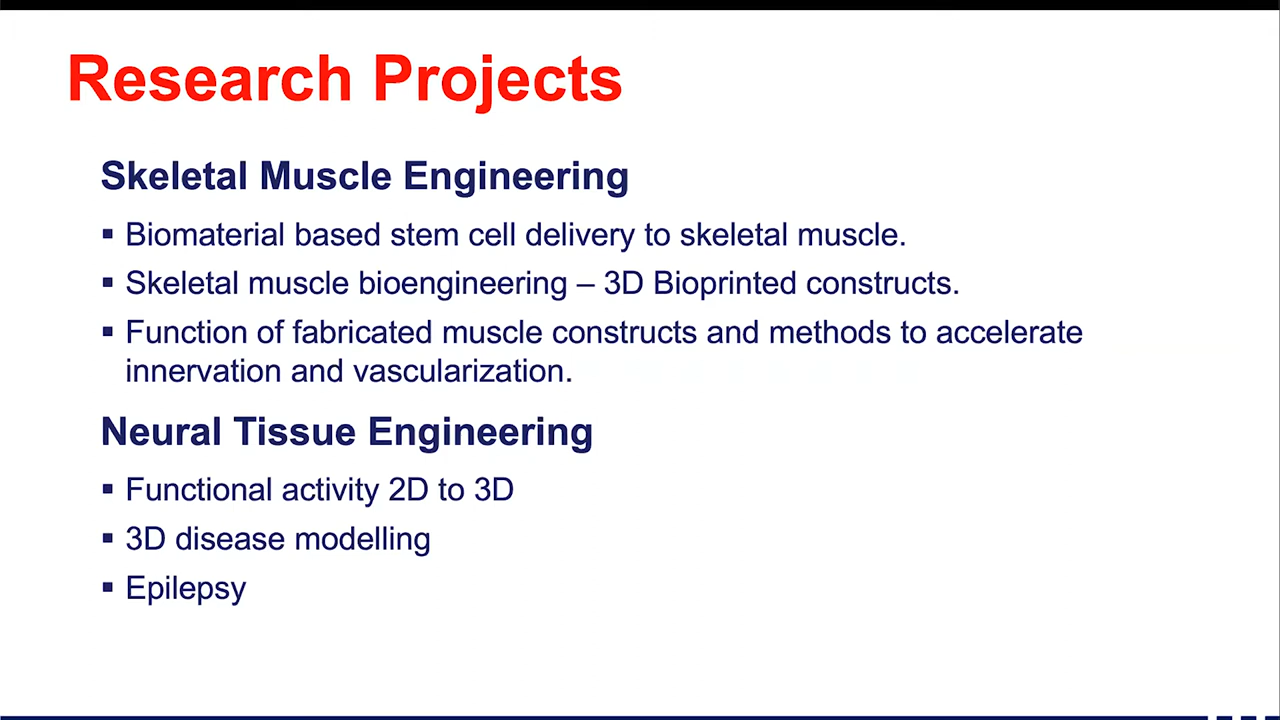 Research Projects
Skeletal Muscle Engineering
▪ Biomaterial based stem cell delivery to skeletal muscle.
▪ Skeletal muscle bioengineering – 3D Bioprinted constructs.
▪ Function of fabricated muscle constructs and methods to accelerate
innervation and vascularization.
Neural Tissue Engineering
▪ Functional activity 2D to 3D
▪ 3D disease modelling
▪ Epilepsy